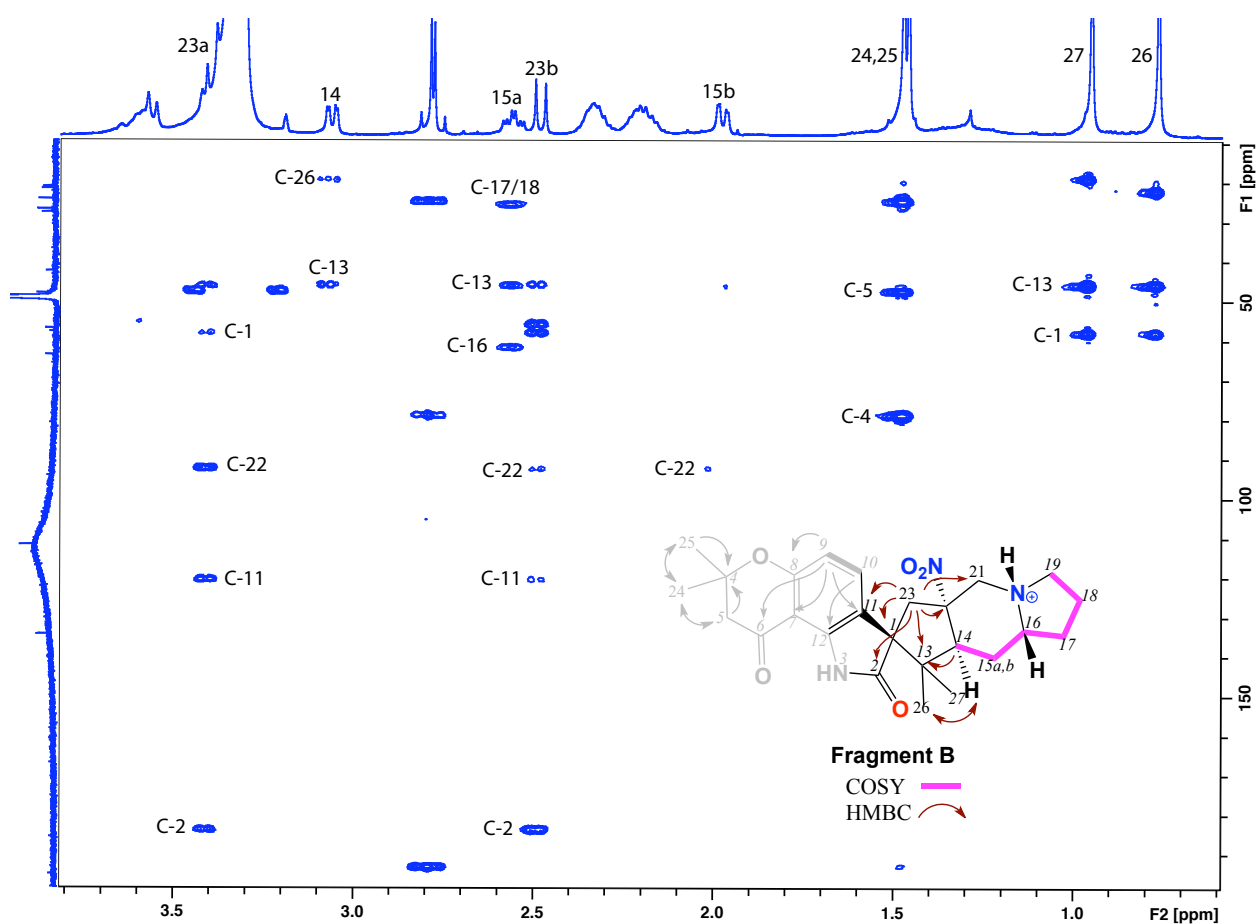 23a
14
15a
23b
15b
24,25
27
26
C-26
C-17/18
C-13
C-13
C-5
C-13
C-1
C-16
C-1
C-4
C-22
C-22
C-22
C-11
C-11
C-2
C-2
50
100
150
F1 [ppm]
3.5
3.0
2.5
2.0
1.5
1.0
F2 [ppm]
25
24
4
O
8
9
10
5
6
7
O
12
11
HN
3
2
O
1
23
13
26
27
O2N
21
14
H
15a,b
H
N
⊕
16
H
19
18
17
Fragment B
COSY
HMBC